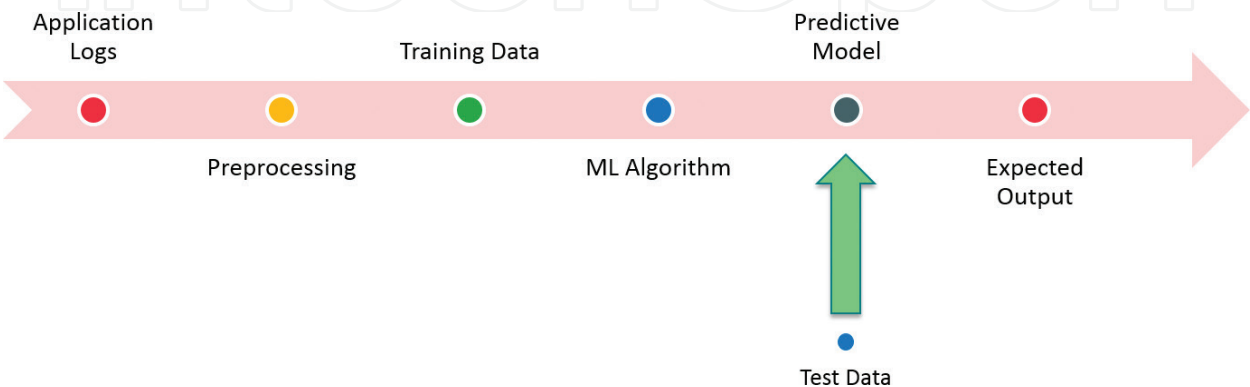 Application
Logs
Training Data
Predictive
Model
Preprocessing
ML Algorithm
Expected
Output
Test Data